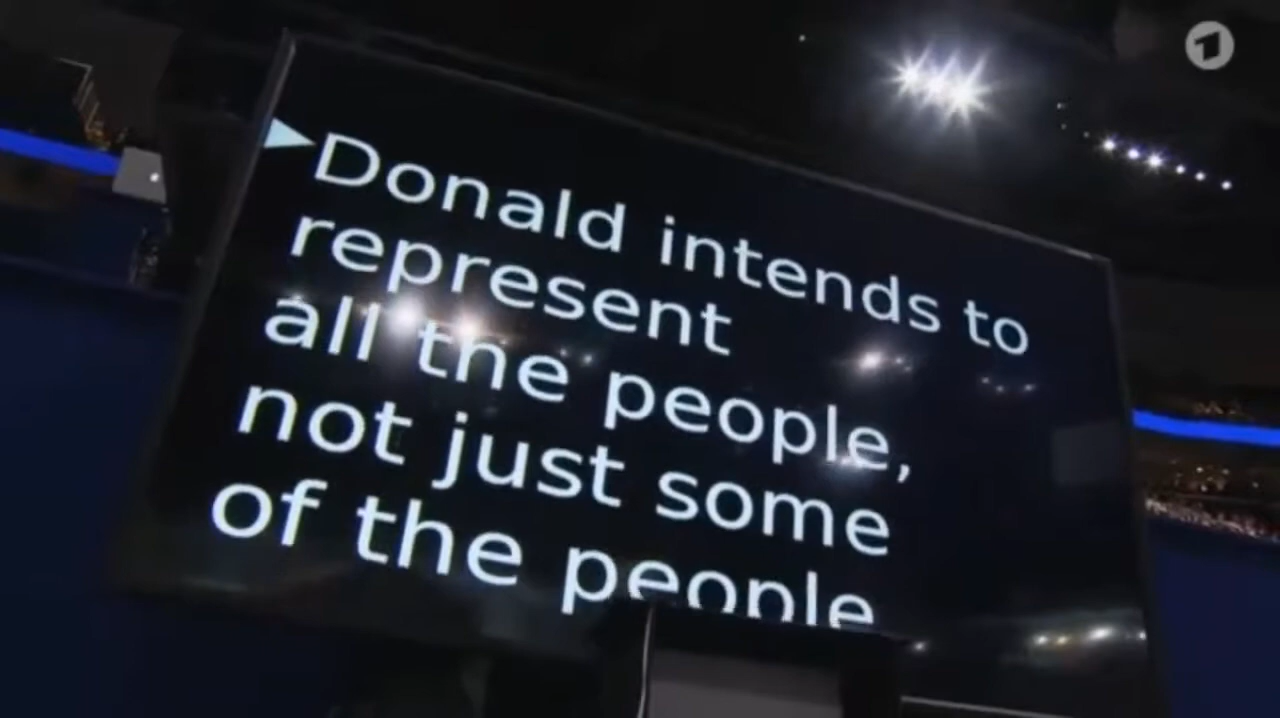 Donald intends to
represent
all the people,
not just some
of the people